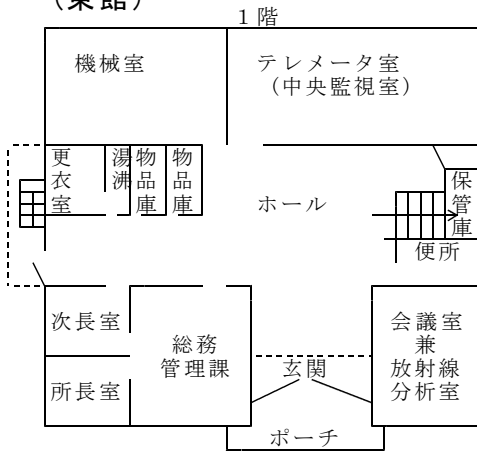 (東館)
1階
機械室
テレメータ室
(中央監視室)
更衣室
湯沸
物品庫
物品庫
ホール
保管庫
便所
次長室
総務
管理課
所長室
玄関
会議室
兼
放射線
分析室
ポーチ